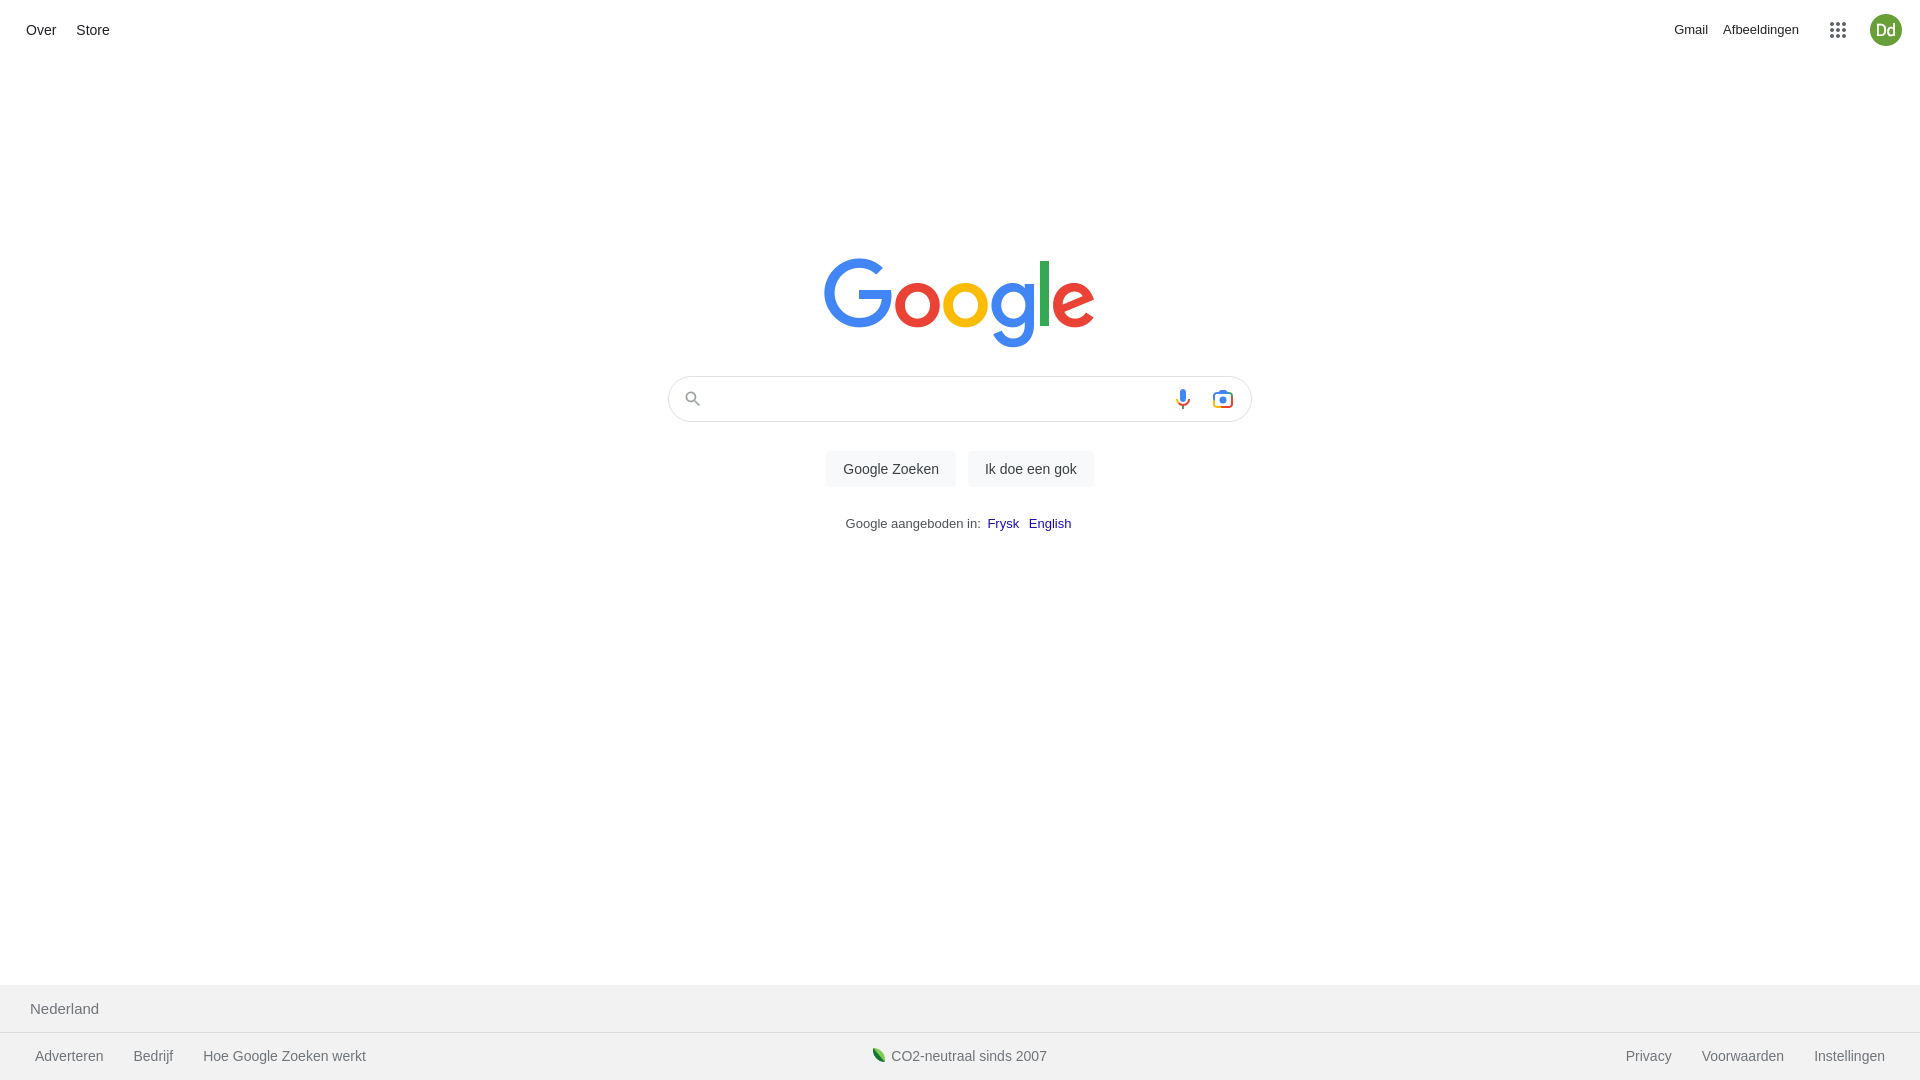 Over Store Gmail Afbeeldingen Dd
Google
Google Zoeken Ik doe een gok
Google aangeboden in: Frysk English
Nederland
Adverteren Bedrijf Hoe Google Zoeken werkt CO2-neutraal sinds 2007 Privacy Voorwaarden Instellingen